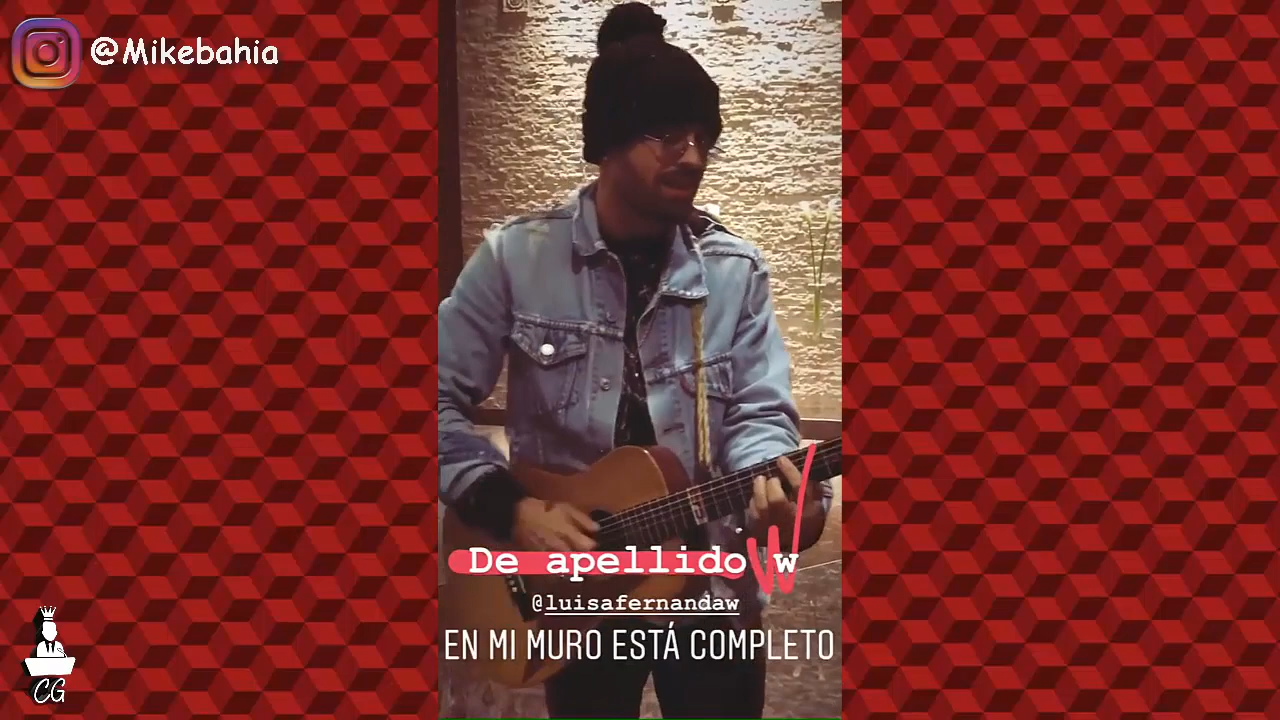 @Mikebahia
De apellido w
@luisafernandaw
EN MI MURO ESTÁ COMPLETO
CG